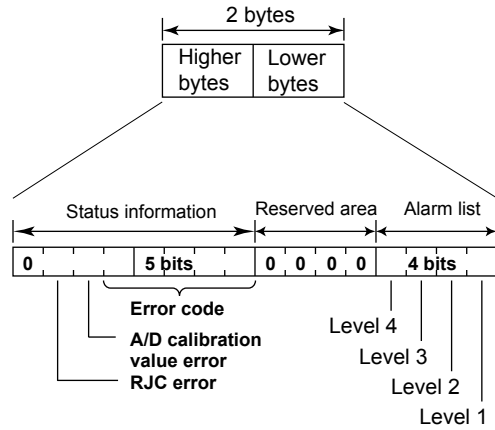 2 bytes
Higher bytes
Lower bytes
Status information
Reserved area
Alarm list
0
5 bits
0 0 0 0
4 bits
Error code
A/D calibration
value error
RJC error
Level 4
Level 3
Level 2
Level 1